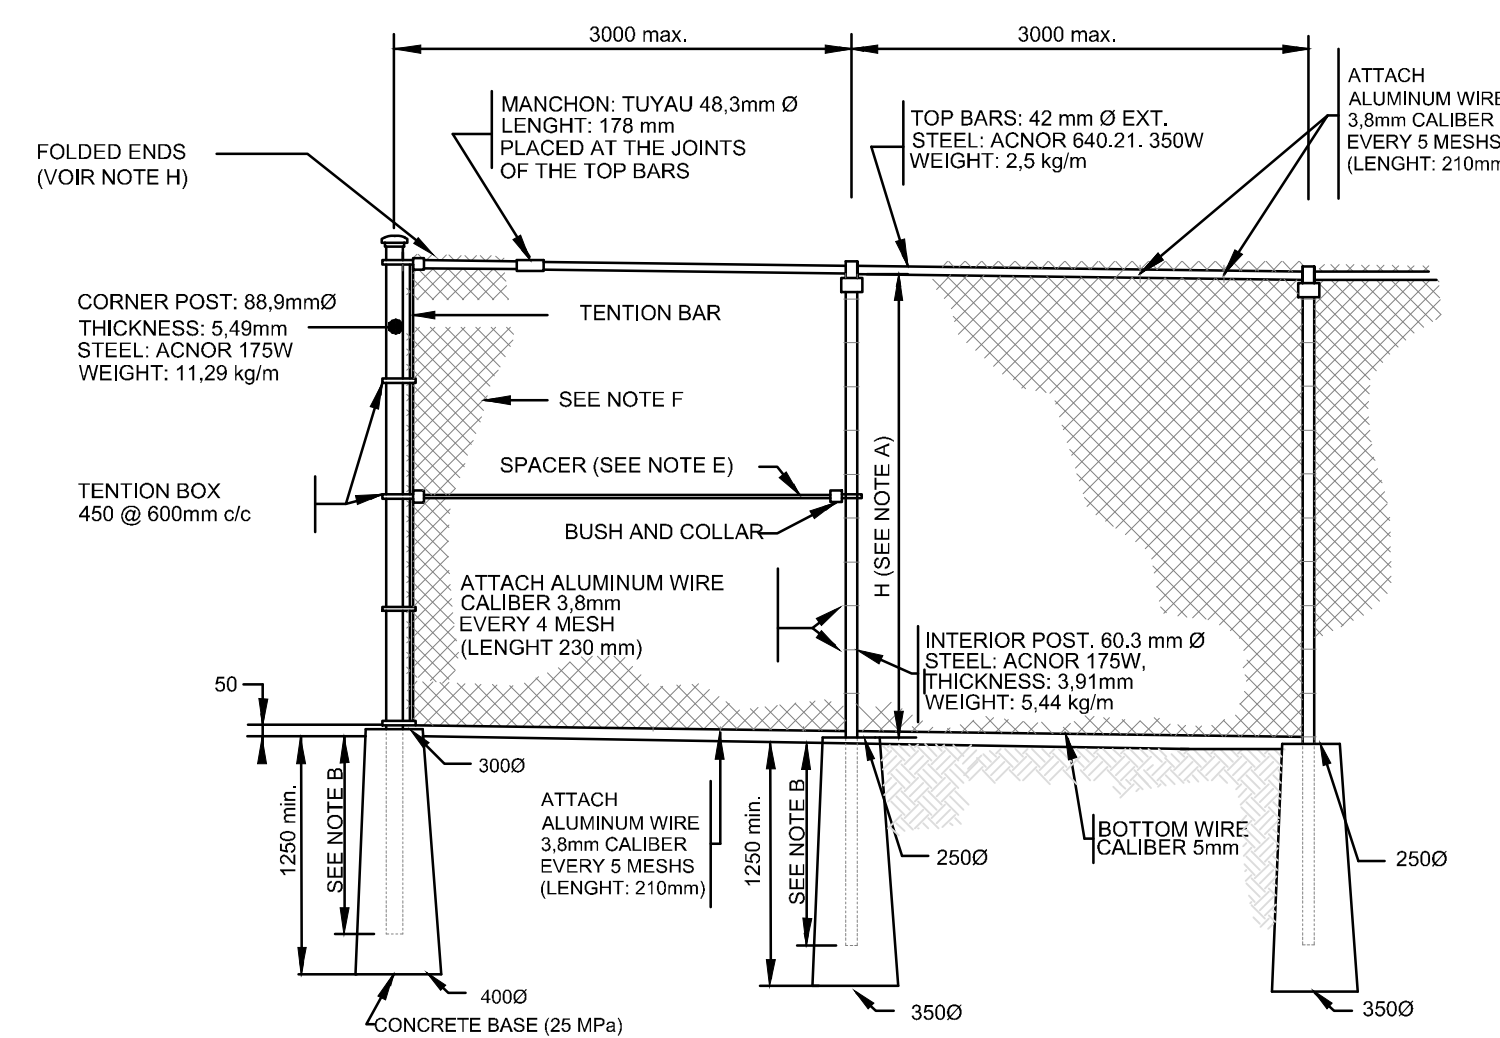 3000 max.
3000 max.
ATTACH
ALUMINUM WIRE
3,8mm CALIBER
EVERY 5 MESHS
(LENGHT: 210mm
MANCHON: TUYAU 48,3mm Ø
LENGHT: 178 mm
PLACED AT THE JOINTS
OF THE TOP BARS
TOP BARS: 42 mm Ø EXT.
STEEL: ACNOR 640.21. 350W
WEIGHT: 2,5 kg/m
FOLDED ENDS
(VOIR NOTE H)
CORNER POST: 88,9mmØ
THICKNESS: 5,49mm
STEEL: ACNOR 175W
WEIGHT: 11,29 kg/m
TENTION BAR
SEE NOTE F
SPACER (SEE NOTE E)
TENTION BOX
450 @ 600mm c/c
BUSH AND COLLAR
H (SEE NOTE A)
ATTACH ALUMINUM WIRE
CALIBER 3,8mm
EVERY 4 MESH
(LENGHT 230 mm)
INTERIOR POST. 60.3 mm Ø
STEEL: ACNOR 175W,
THICKNESS: 3,91mm
WEIGHT: 5,44 kg/m
50
300Ø
1250 min.
SEE NOTE B
ATTACH
ALUMINUM WIRE
3,8mm CALIBER
EVERY 5 MESHS
(LENGHT: 210mm)
1250 min.
SEE NOTE B
250Ø
BOTTOM WIRE
CALIBER 5mm
250Ø
400Ø
CONCRETE BASE (25 MPa)
350Ø
350Ø